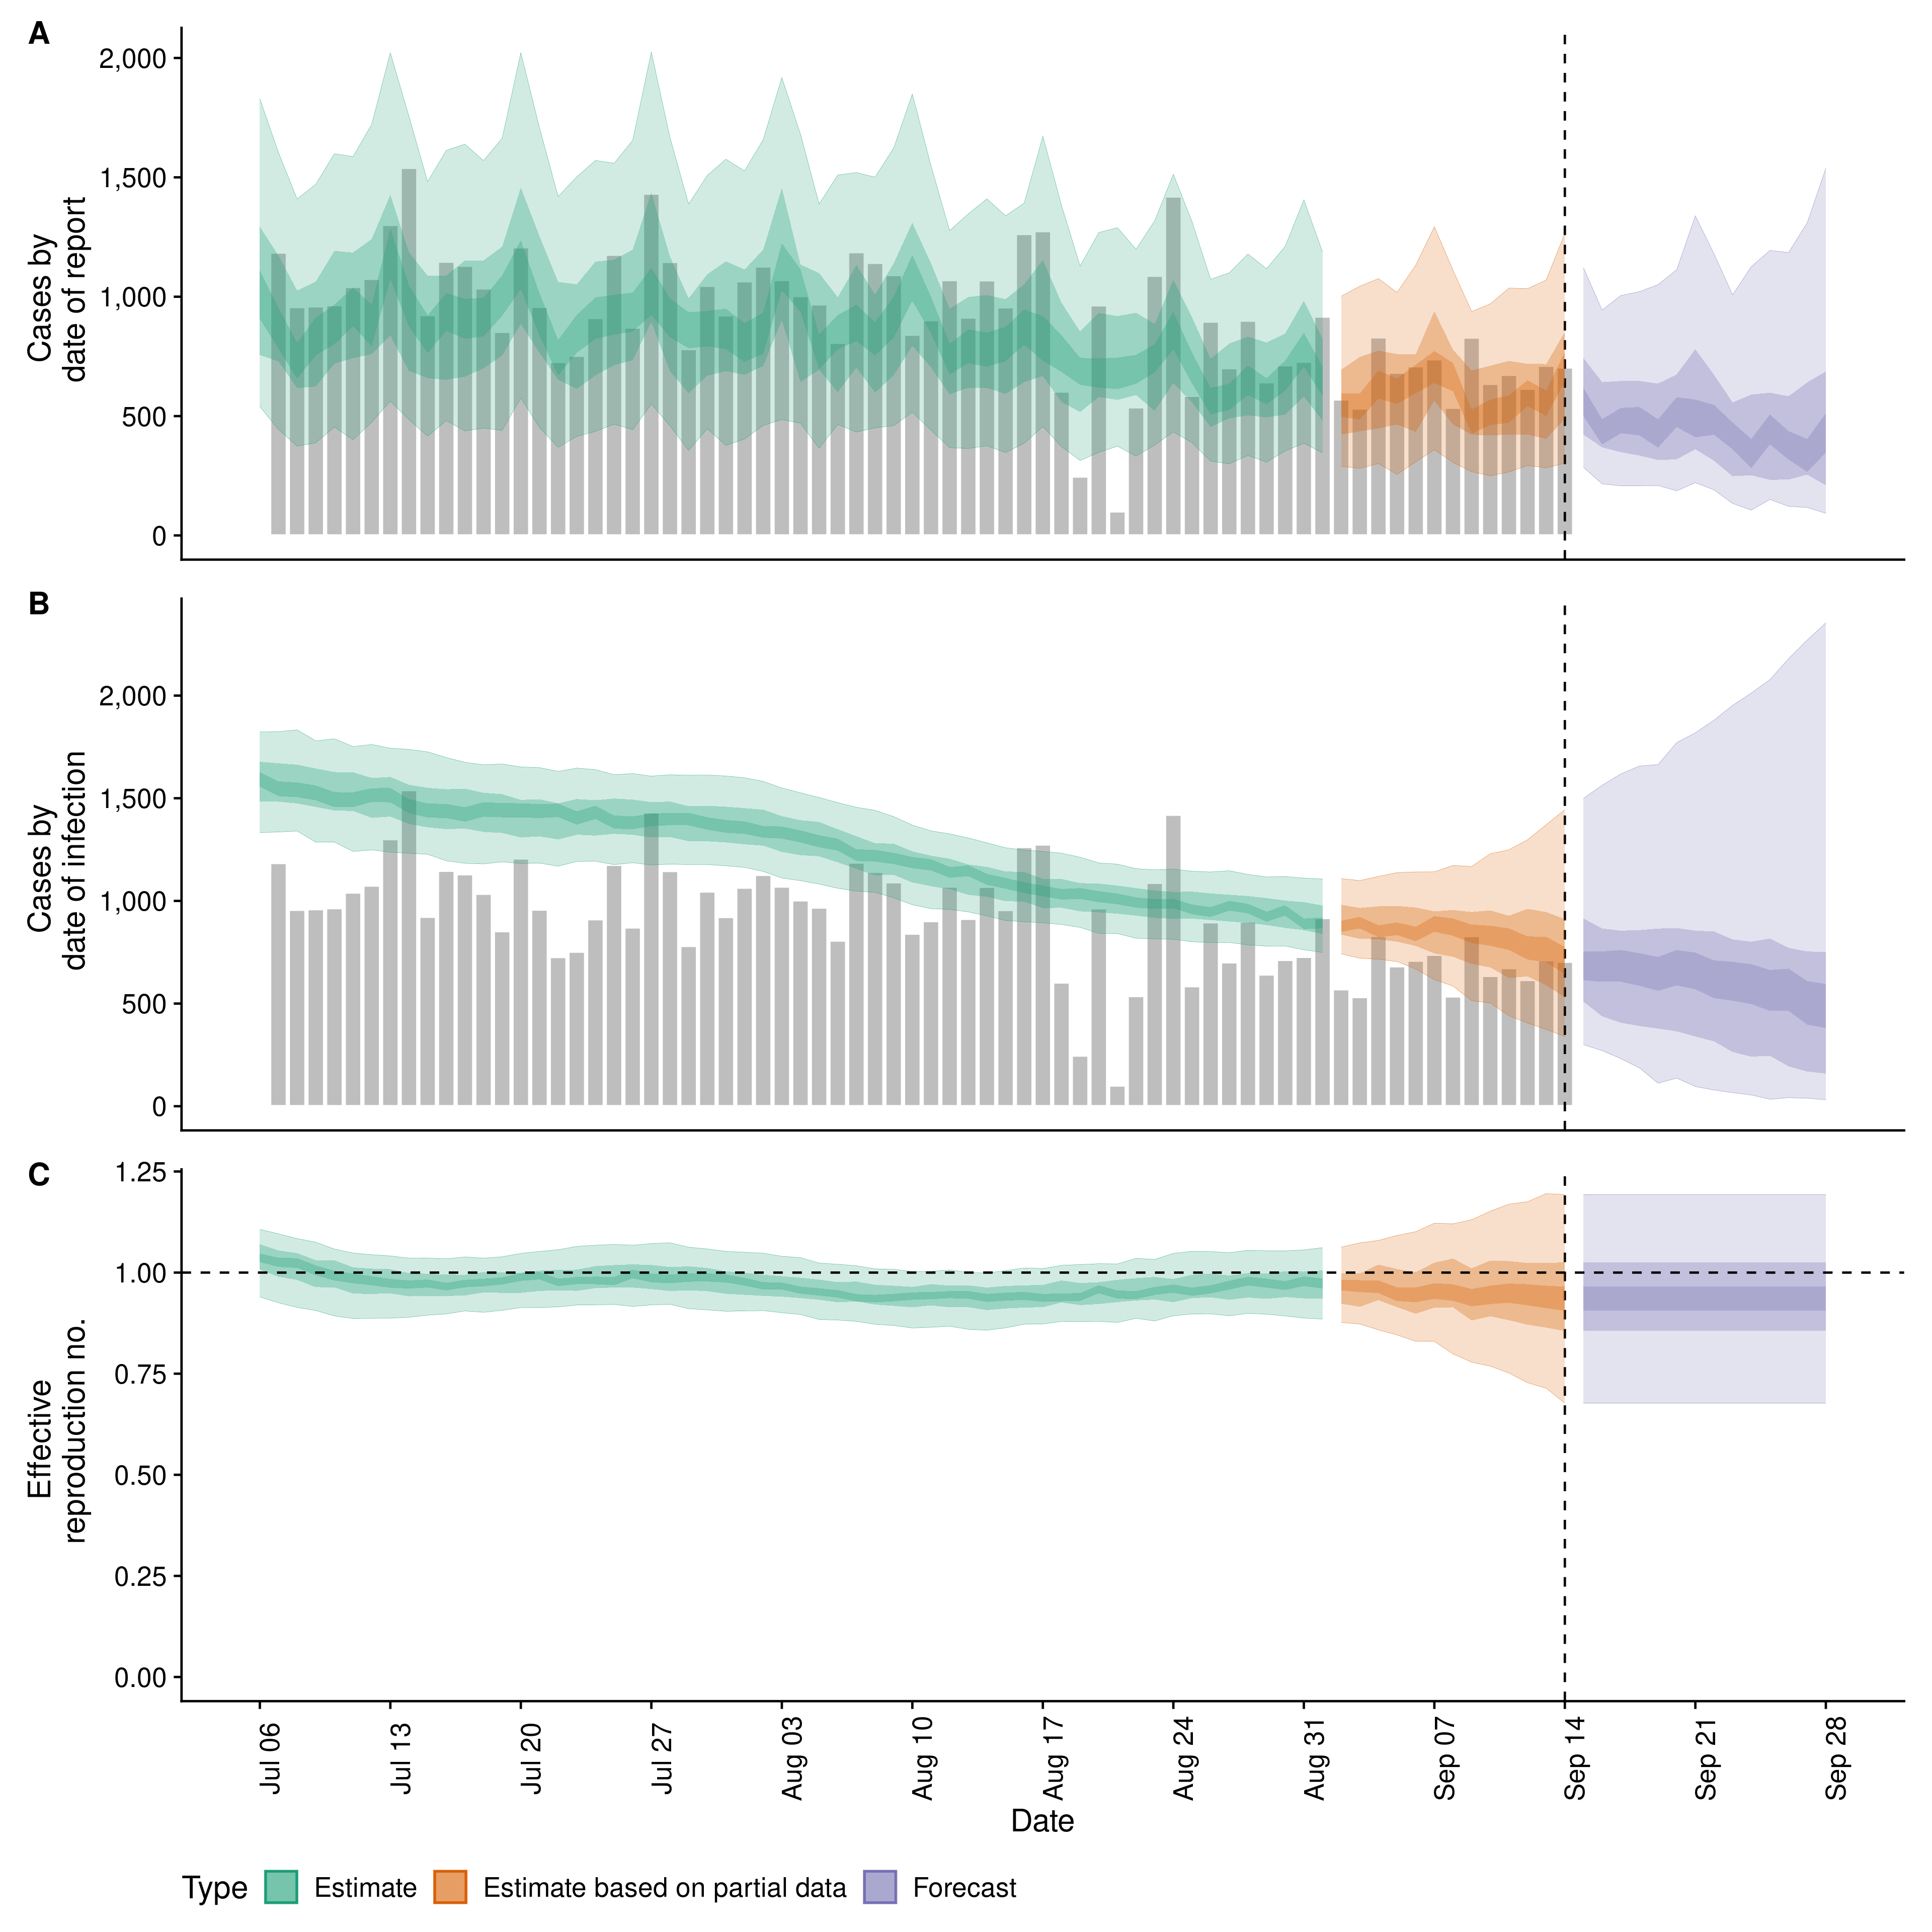 A
Cases by
date of report
2,000
1,500
1,000
500
0
B
Cases by
date of infection
2,000
1,500
1,000
500
0
C
Effective
reproduction no.
1.25
1.00
0.75
0.50
0.25
0.00
Jul 06
Jul 13
Jul 20
Jul 27
Aug 03
Aug 10
Aug 17
Aug 24
Aug 31
Sep 07
Sep 14
Sep 21
Sep 28
Date
Type Estimate Estimate based on partial data Forecast